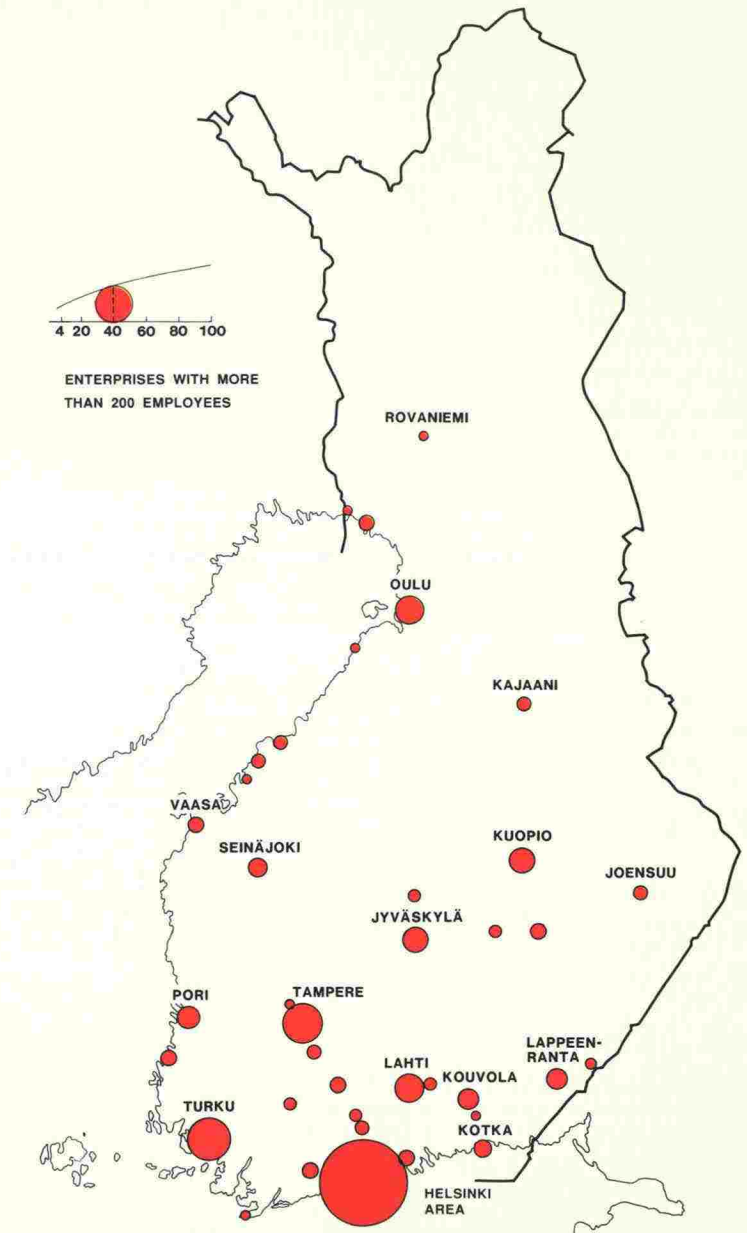 4 20 40 60 80 100
ENTERPRISES WITH MORE
THAN 200 EMPLOYEES
ROVANIEMI
OULU
KAJAANI
VAASA
SEINÄJOKI
KUOPIO
JOENSUU
JYVÄSKYLÄ
PORI
TAMPERE
LAHTI
KOUVOLA
LAPPEEN-
RANTA
TURKU
KOTKA
HELSINKI
AREA